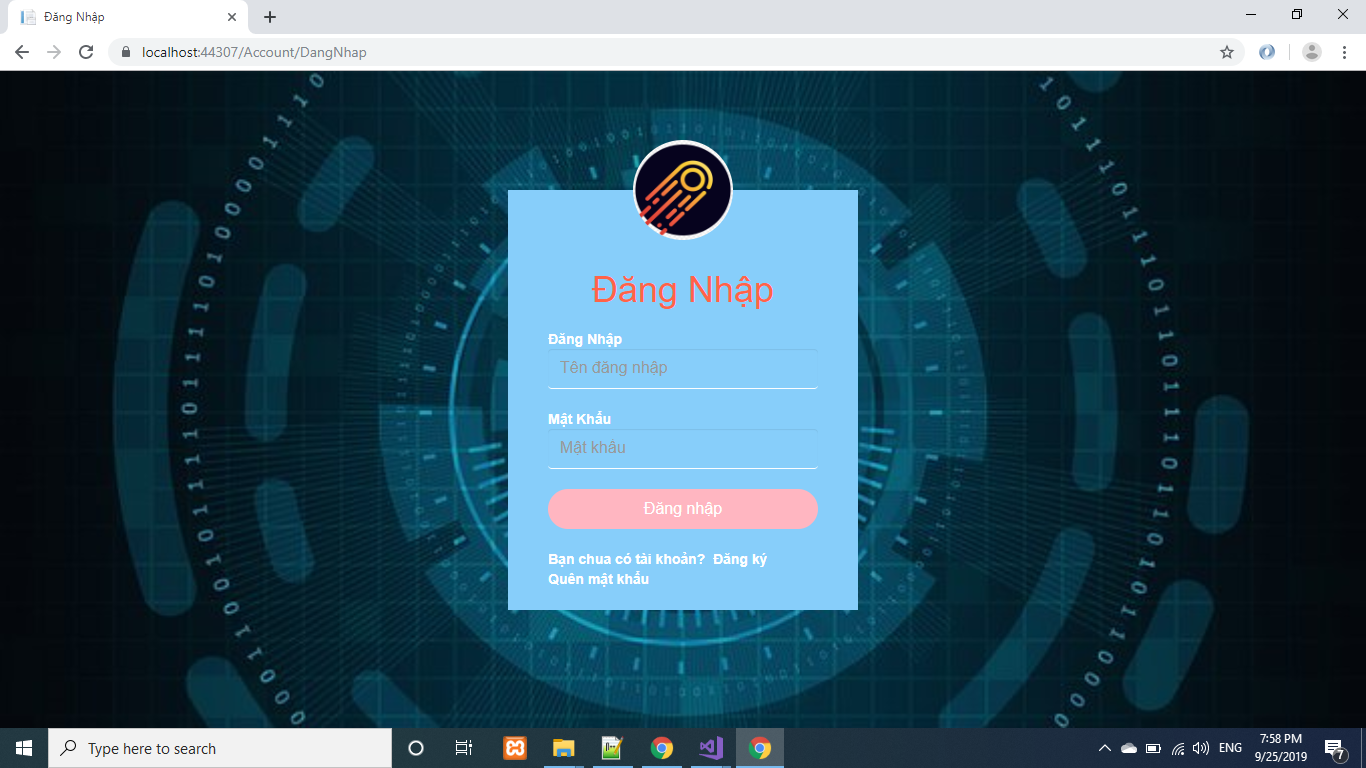 Đăng Nhập
localhost:44307/Account/DangNhap
Đăng Nhập
Đăng Nhập
Tên đăng nhập
Mật Khẩu
Mật khẩu
Đăng nhập
Bạn chua có tài khoản? Đăng ký
Quên mật khẩu
Type here to search
ENG
7:58 PM
9/25/2019
7